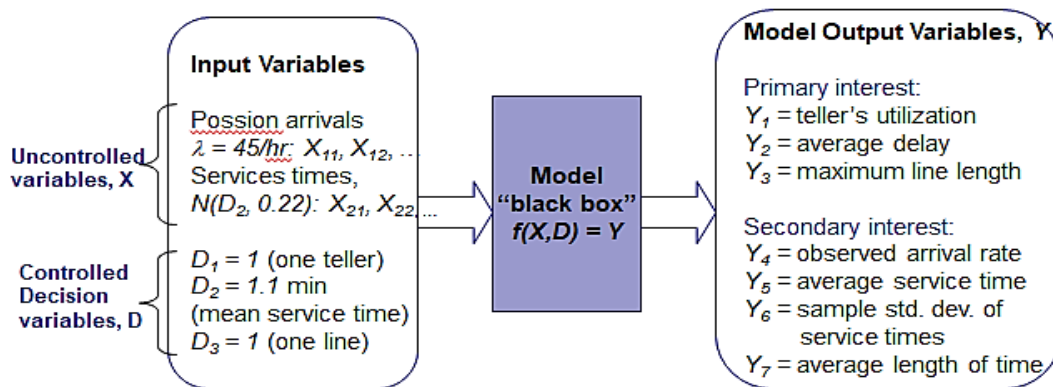 Input Variables
Possion arrivals
λ = 45/hr: X11, X12, ...
Services times,
N(D2, 0.22): X21, X22,...
D1 = 1 (one teller)
D2 = 1.1 min
(mean service time)
D3 = 1 (one line)
Uncontrolled
variables, X
Controlled
Decision
variables, D
Model
“black box”
f(X,D) = Y
Model Output Variables, Y
Primary interest:
Y1 = teller's utilization
Y2 = average delay
Y3 = maximum line length
Secondary interest:
Y4 = observed arrival rate
Y5 = average service time
Y6 = sample std. dev. of
service times
Y7 = average length of time